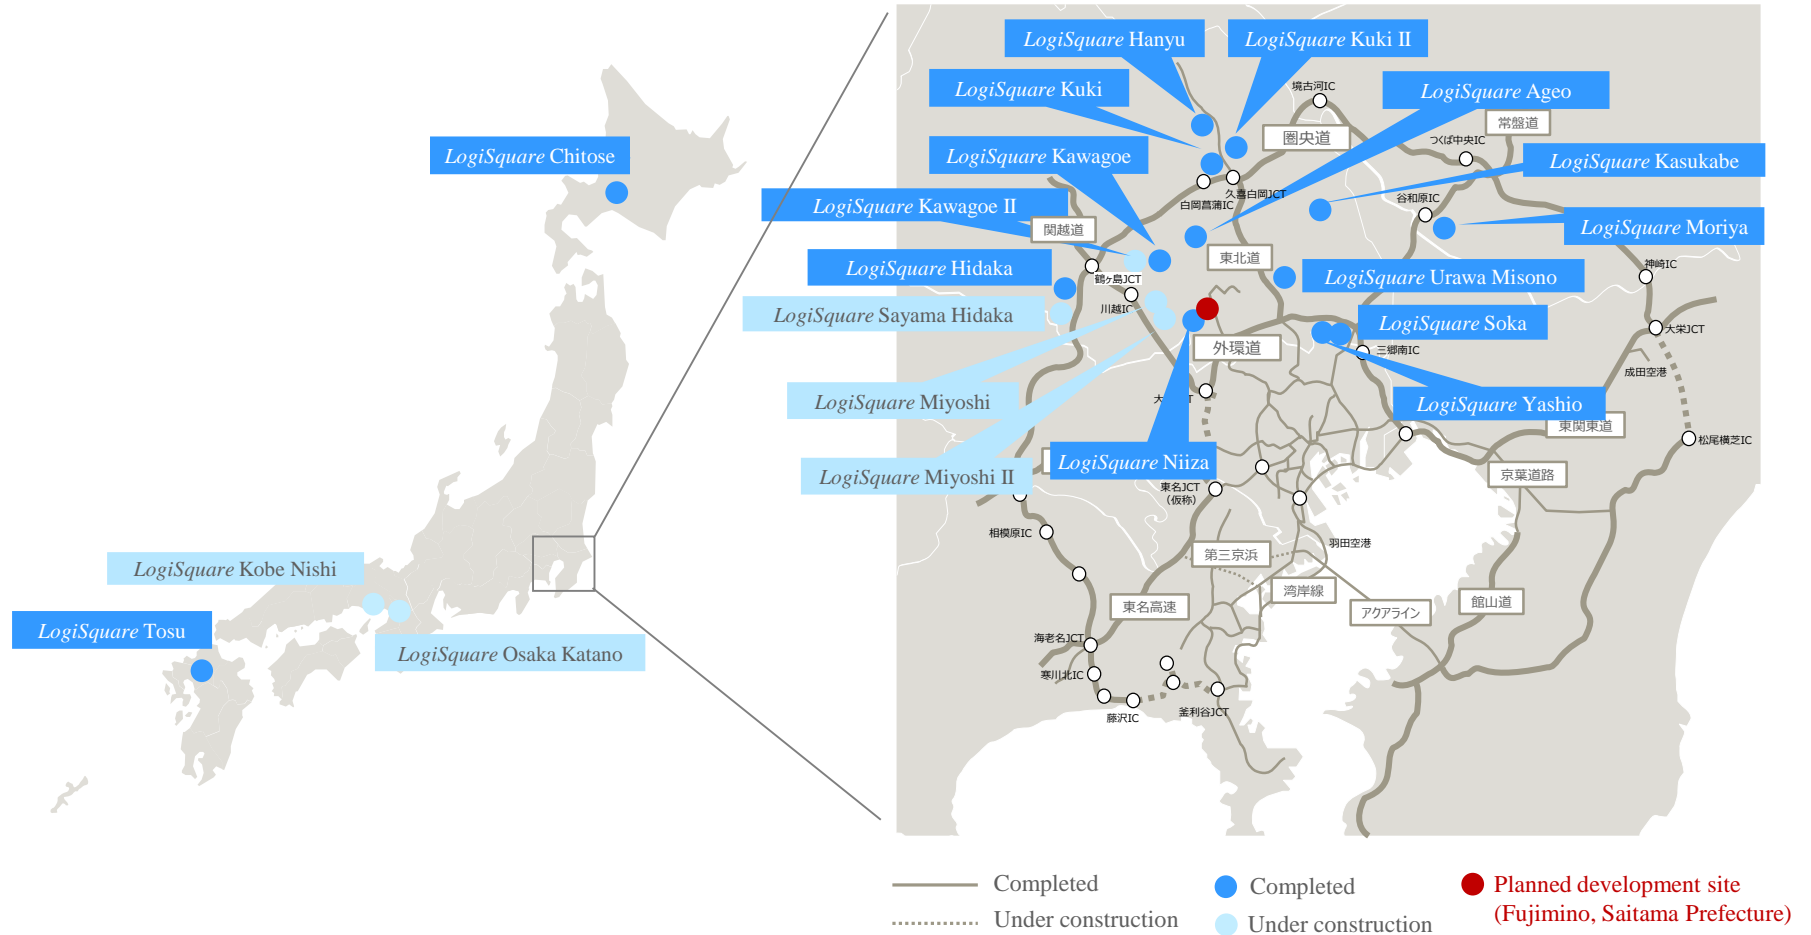 LogiSquare Hanyu
LogiSquare Kuki II
LogiSquare Kuki
LogiSquare Ageo
境古河IC
常盤道
圏央道
つくば中央IC
LogiSquare Chitose
LogiSquare Kawagoe
LogiSquare Kasukabe
久喜白岡JCT
白岡菖蒲IC
谷和原IC
LogiSquare Kawagoe II
関越道
LogiSquare Moriya
東北道
LogiSquare Hidaka
鶴ヶ島JCT
川越IC
LogiSquare Urawa Misono
神崎IC
LogiSquare Sayama Hidaka
LogiSquare Soka
大栄JCT
外環道
三郷南IC
成田空港
LogiSquare Miyoshi
大
CT
LogiSquare Yashio
東関東道
松尾横芝IC
LogiSquare Niiza
LogiSquare Miyoshi II
京葉道路
東名JCT
（仮称）
相模原IC
羽田空港
第三京浜
LogiSquare Kobe Nishi
湾岸線
東名高速
アクアライン
館山道
LogiSquare Tosu
海老名JCT
LogiSquare Osaka Katano
寒川北IC
藤沢IC
釜利谷JCT
Completed
Under construction
Completed
Under construction
Planned development site
(Fujimino, Saitama Prefecture)